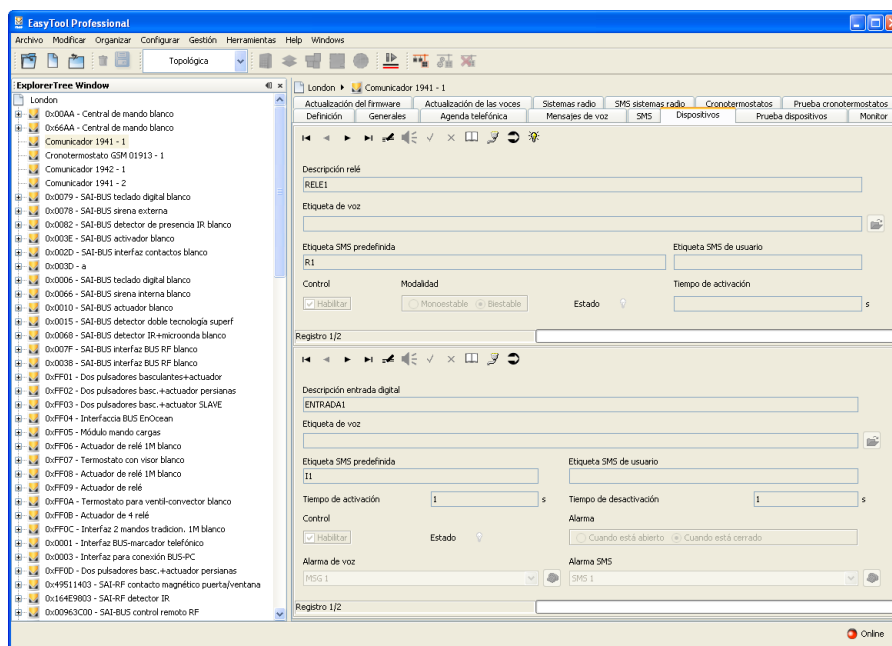 EasyTool Professional
Archivo Modificar Organizar Configurar Gestión Herramientas Help Windows
Topológica
ExplorerTree Window
London
0x00AA - Central de mando blanco
0x66AA - Central de mando blanco
Comunicador 1941 - 1
Cronotermostato GSM 01913 - 1
Comunicador 1942 - 1
Comunicador 1941 - 2
0x0079 - SAI-BUS teclado digital blanco
0x0078 - SAI-BUS sirena externa
0x0082 - SAI-BUS detector de presencia IR blanco
0x003E - SAI-BUS activador blanco
0x002D - SAI-BUS interfaz contactos blanco
0x003D - a
0x0006 - SAI-BUS teclado digital blanco
0x0066 - SAI-BUS sirena interna blanco
0x0010 - SAI-BUS actuador blanco
0x0015 - SAI-BUS detector doble tecnología superf
0x0068 - SAI-BUS detector IR+microonda blanco
0x007F - SAI-BUS interfaz BUS RF blanco
0x0038 - SAI-BUS interfaz BUS RF blanco
0xFF01 - Dos pulsadores basculantes+actuador
0xFF02 - Dos pulsadores basc.+actuador persianas
0xFF03 - Dos pulsadores basc.+actuator SLAVE
0xFF04 - Interfaccia BUS EnOcean
0xFF05 - Módulo mando cargas
0xFF06 - Actuador de relé 1M blanco
0xFF07 - Termostato con visor blanco
0xFF08 - Actuador de relé 1M blanco
0xFF09 - Actuador de relé
0xFF0A - Termostato para ventil-convector blanco
0xFF0B - Actuador de 4 relé
0xFF0C - Interfaz 2 mandos tradicion. 1M blanco
0x0001 - Interfaz BUS-marcador telefónico
0x0003 - Interfaz para conexión BUS-PC
0xFF0D - Dos pulsadores basc.+actuador persianas
0x49511403 - SAI-RF contacto magnético puerta/ventana
0x164E9803 - SAI-RF detector IR
0x00963C00 - SAI-BUS control remoto RF
London Comunicador 1941 - 1
Actualización del firmware Actualización de las voces Sistemas radio SMS sistemas radio Cronotermostatos Prueba cronotermostatos
Definición Generales Agenda telefónica Mensajes de voz SMS Dispositivos Prueba dispositivos Monitor
Descripción relé
RELE1
Etiqueta de voz
Etiqueta SMS predefinida Etiqueta SMS de usuario
R1
Control Modalidad Tiempo de activación
Habilitar Monoestable Biestable Estado s
Registro 1/2
Descripción entrada digital
ENTRADA1
Etiqueta de voz
Etiqueta SMS predefinida Etiqueta SMS de usuario
I1
Tiempo de activación 1 s Tiempo de desactivación 1 s
Control Alarma
Habilitar Estado Cuando está abierto Cuando está cerrado
Alarma de voz Alarma SMS
MSG 1 SMS 1
Registro 1/2
Online